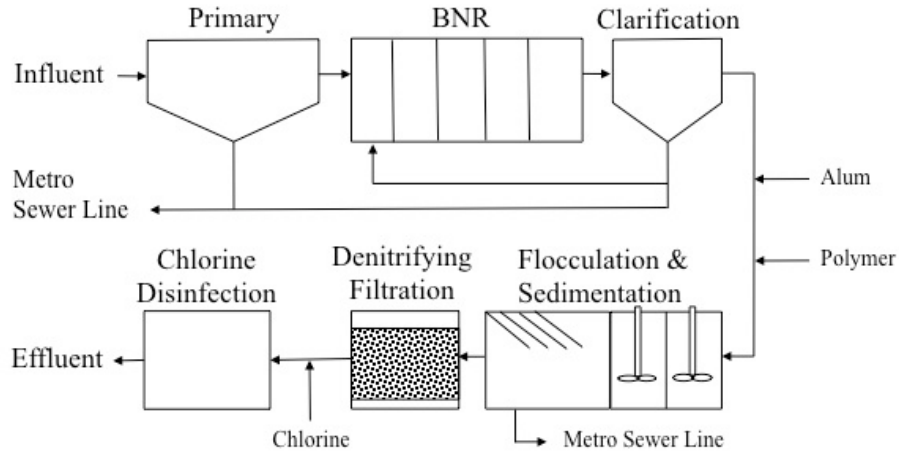 Primary
BNR
Clarification
Influent
Metro
Sewer Line
Alum
Polymer
Chlorine
Disinfection
Denitrifying
Filtration
Flocculation &
Sedimentation
Effluent
Chlorine
Metro Sewer Line